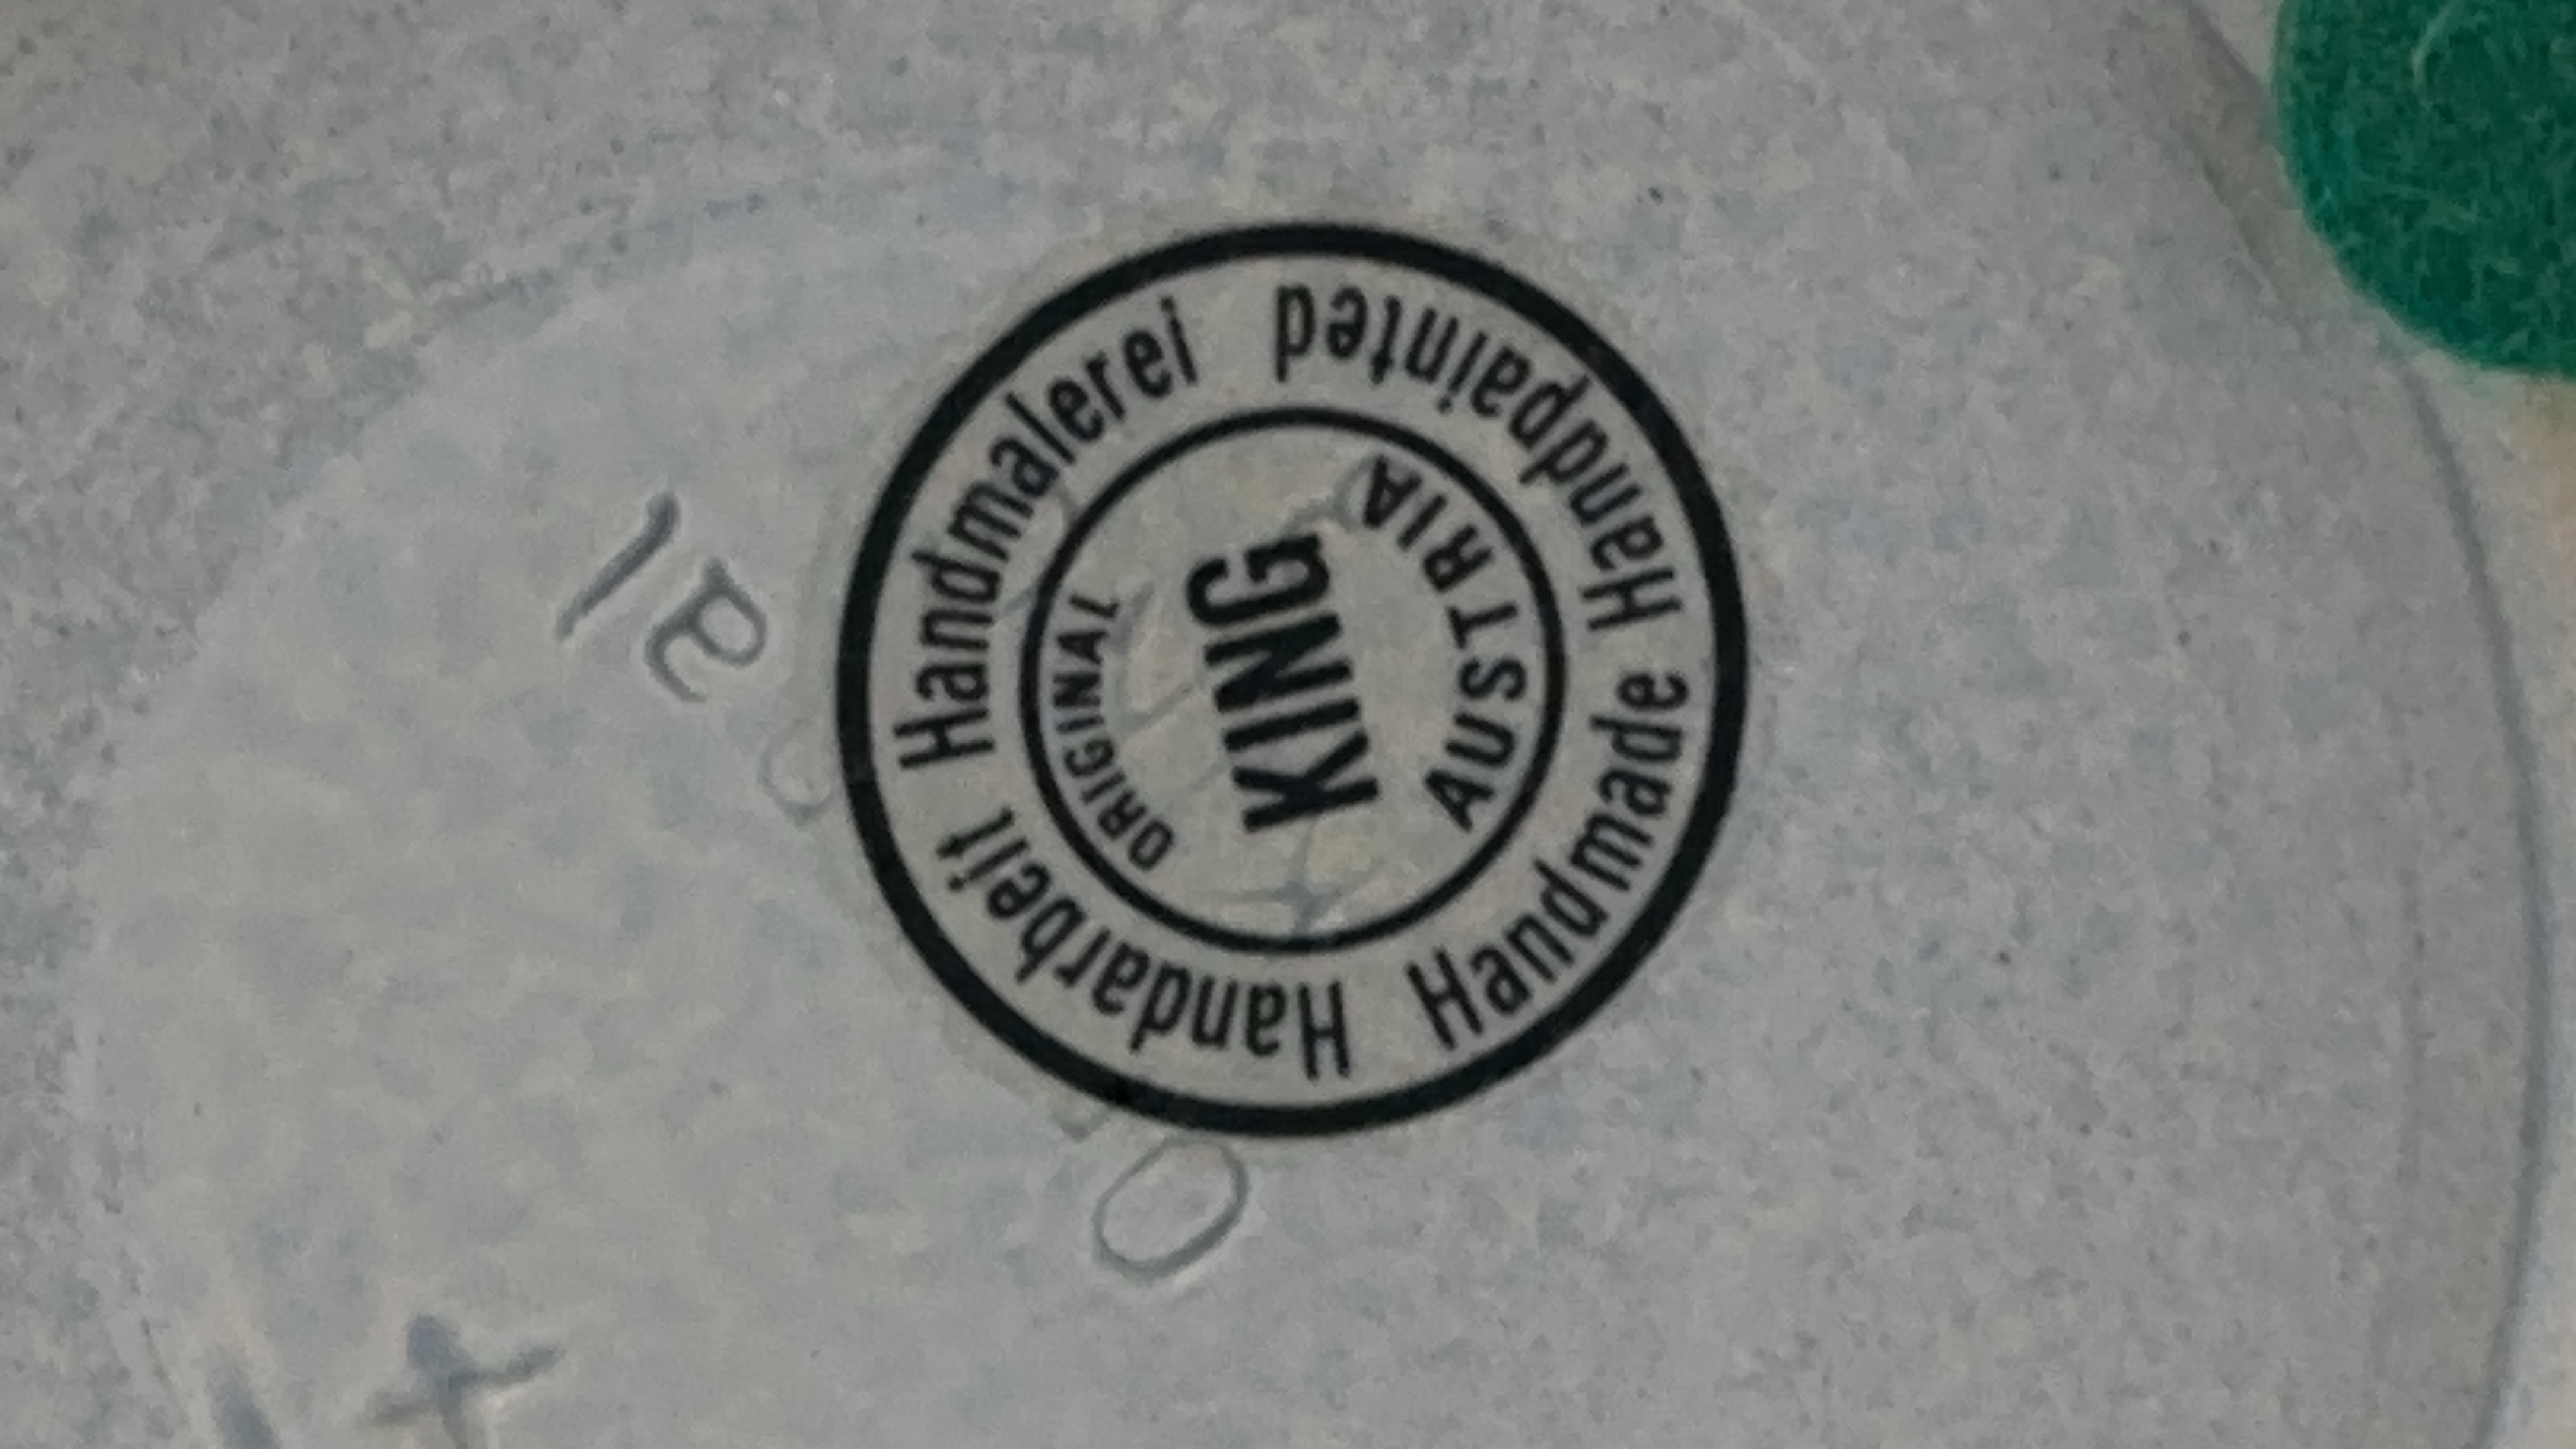 Handarbeit Handmalerei
Handmade Handpainted
ORIGINAL
KING
AUSTRIA